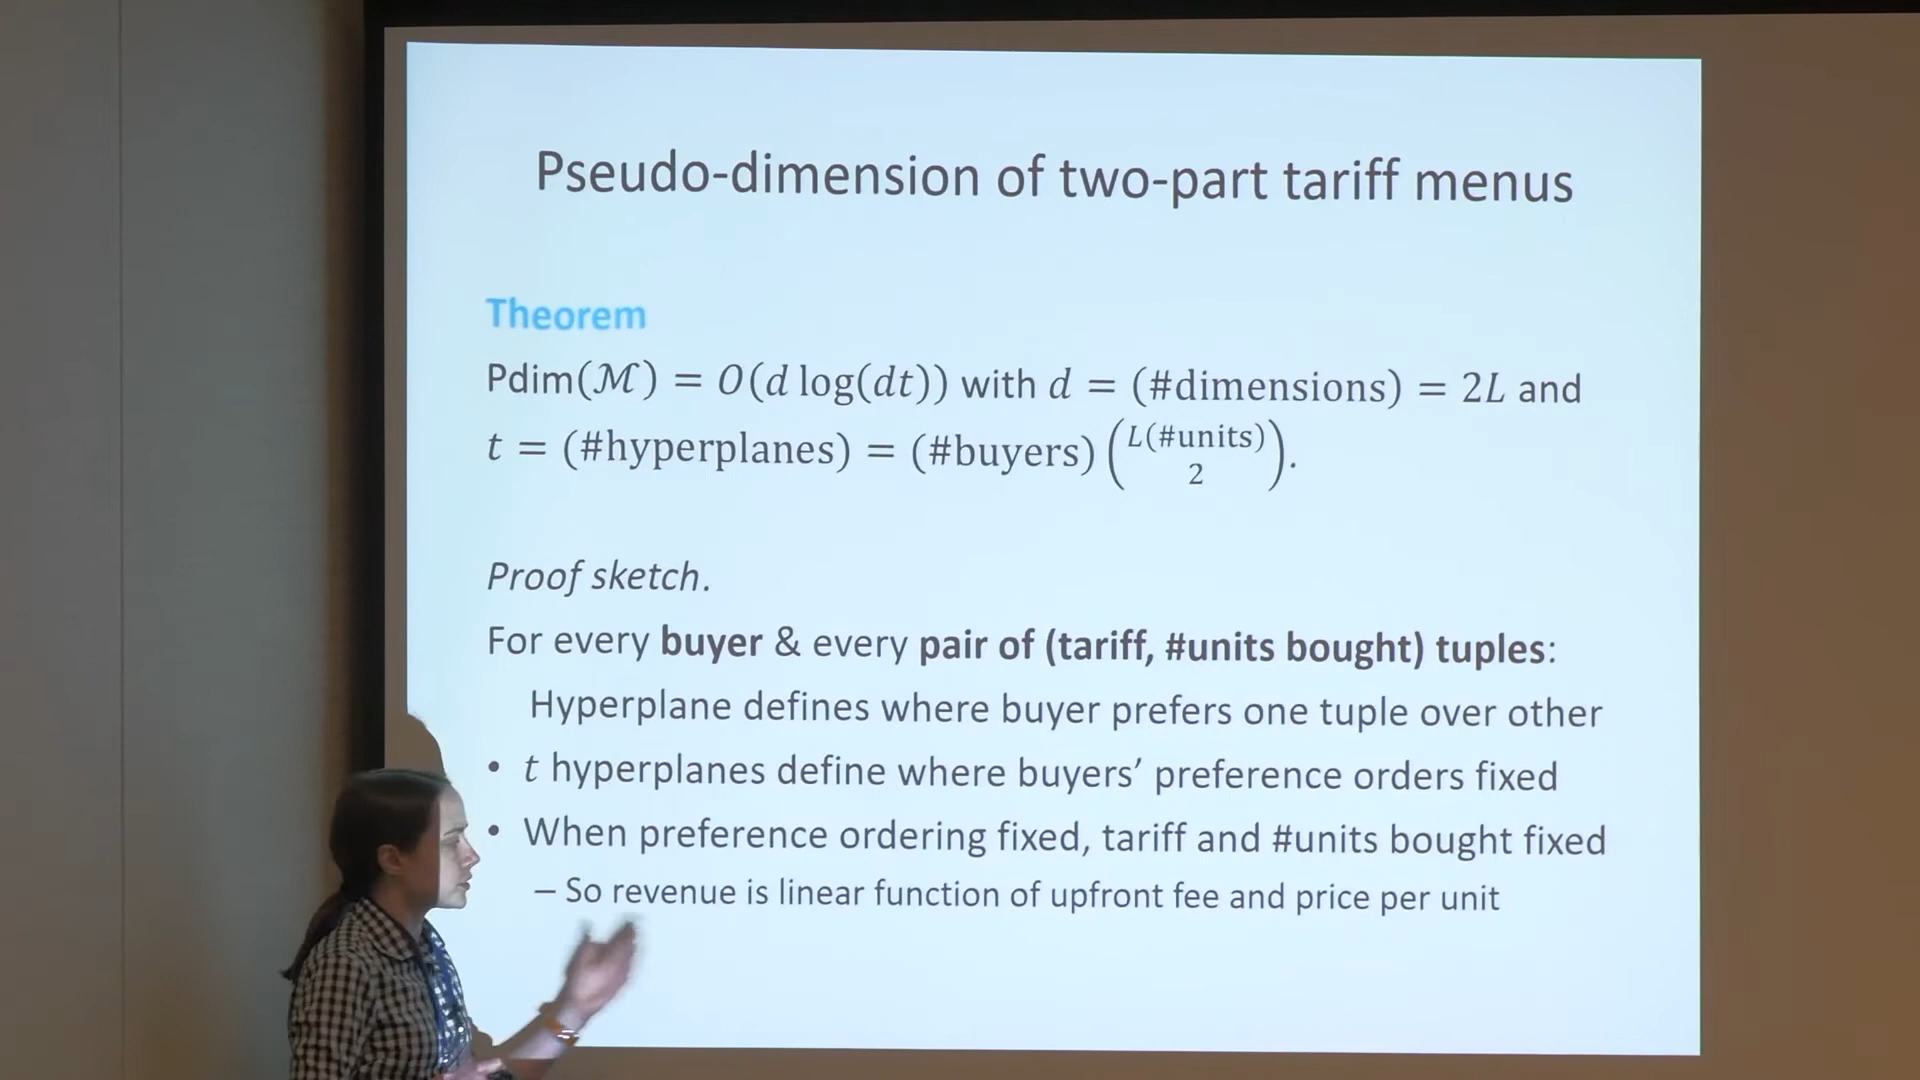 Pseudo-dimension of two-part tariff menus
Theorem
Pdim(ℳ) = O(d log(dt)) with d = (#dimensions) = 2L and
t = (#hyperplanes) = (#buyers) (L(#units) 2).
Proof sketch.
For every buyer & every pair of (tariff, #units bought) tuples:
Hyperplane defines where buyer prefers one tuple over other
• t hyperplanes define where buyers’ preference orders fixed
• When preference ordering fixed, tariff and #units bought fixed
– So revenue is linear function of upfront fee and price per unit